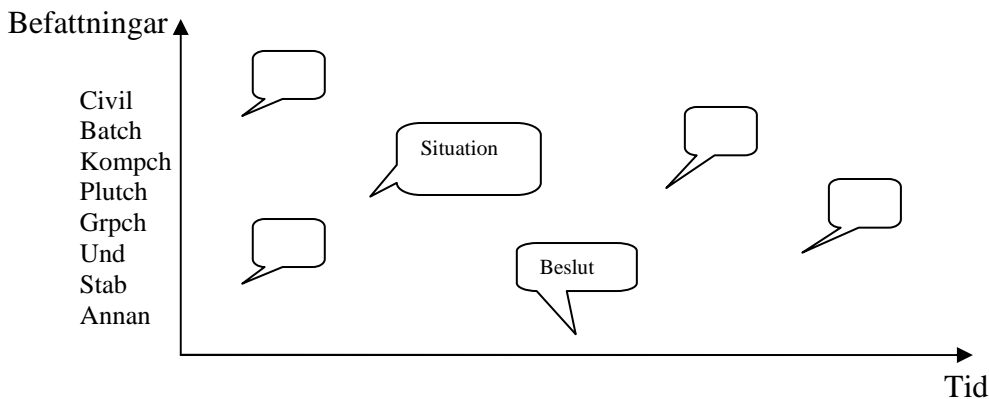 Befattningar
Civil
Batch
Kompch
Plutch
Grpch
Und
Stab
Annan
Situation
Beslut
Tid